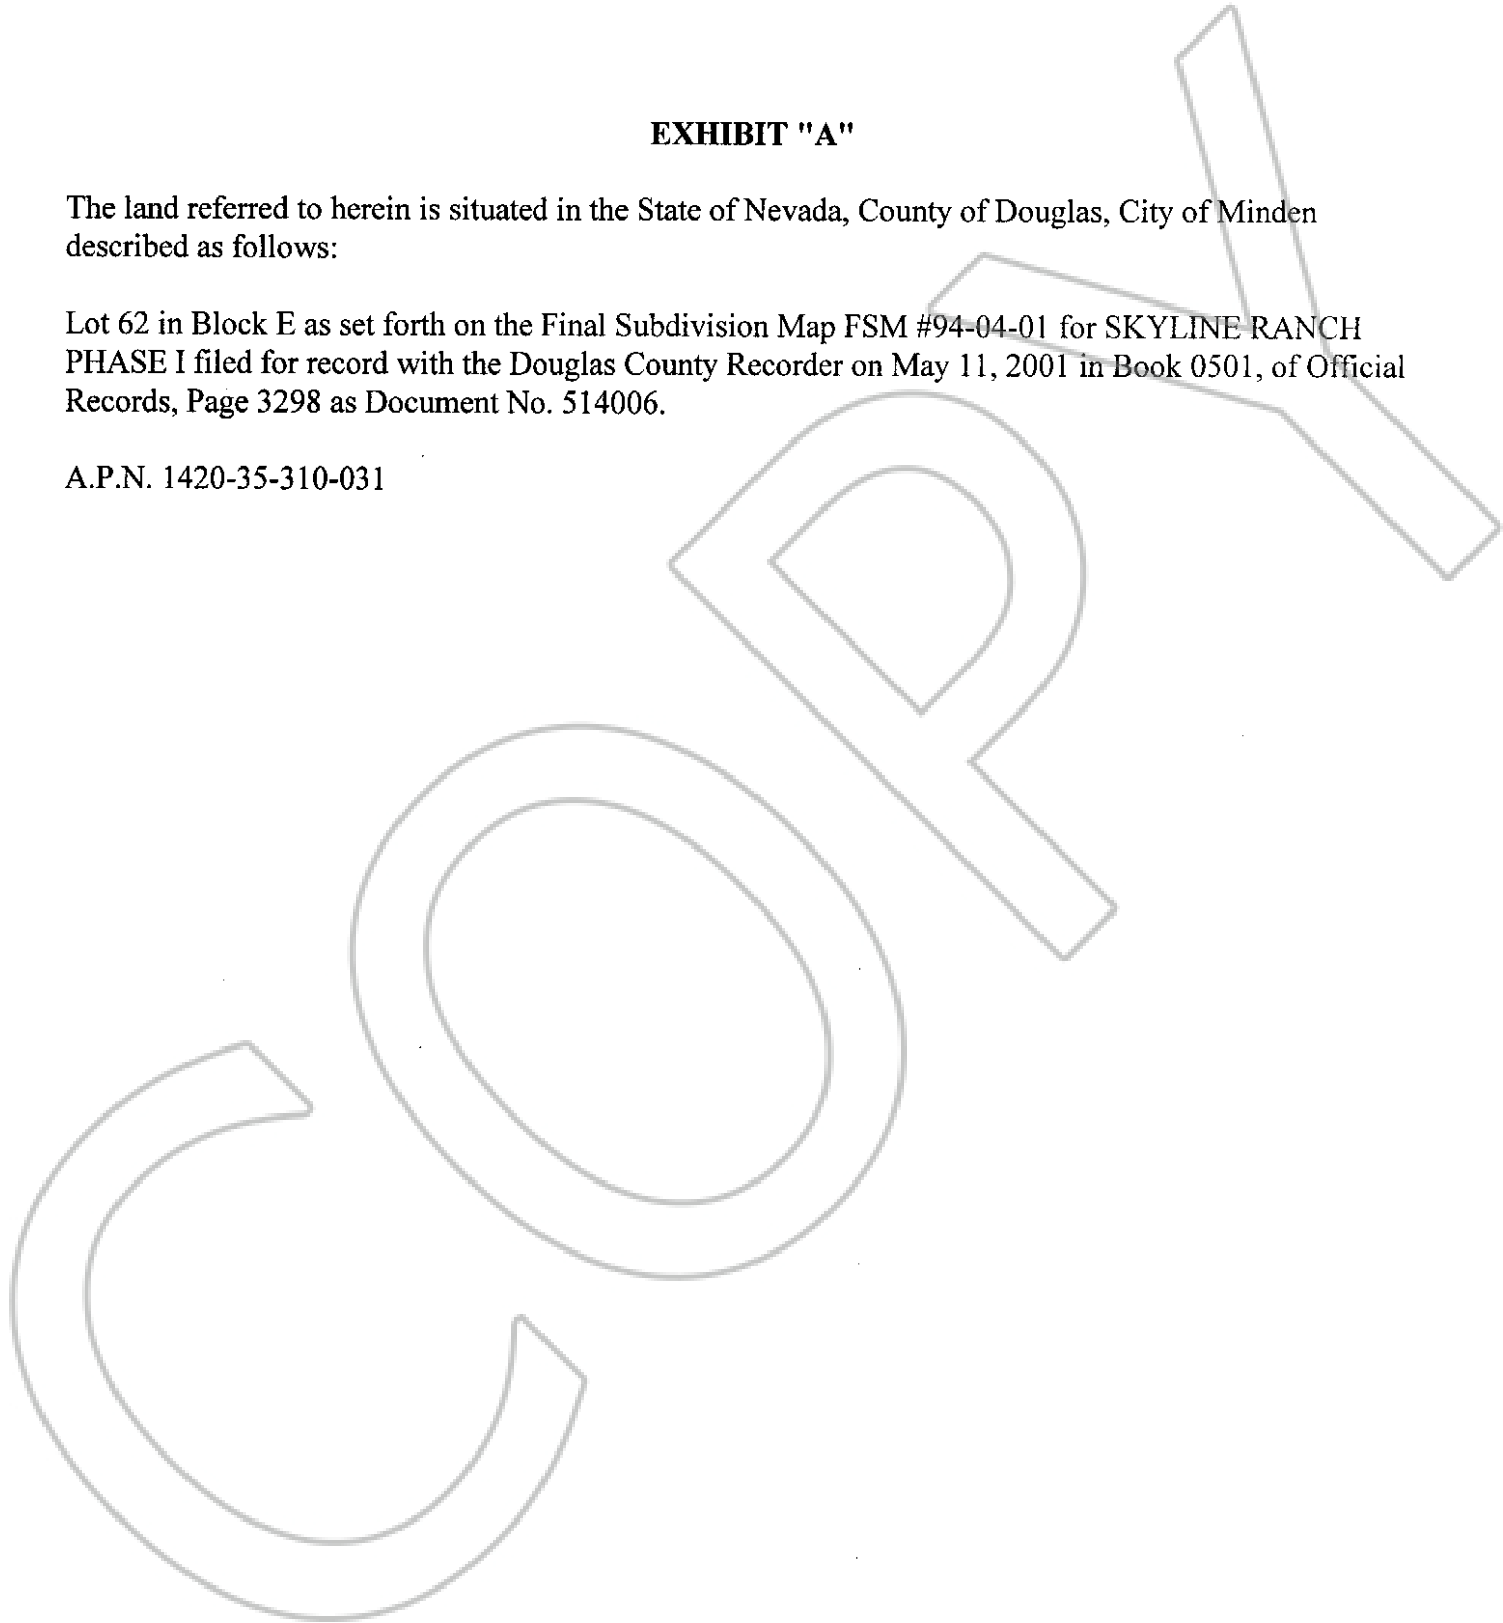 EXHIBIT "A"
The land referred to herein is situated in the State of Nevada, County of Douglas, City of Minden
described as follows:
Lot 62 in Block E as set forth on the Final Subdivision Map FSM #94-04-01 for SKYLINE RANCH
PHASE I filed for record with the Douglas County Recorder on May 11, 2001 in Book 0501, of Official
Records, Page 3298 as Document No. 514006.
A.P.N. 1420-35-310-031
COPY